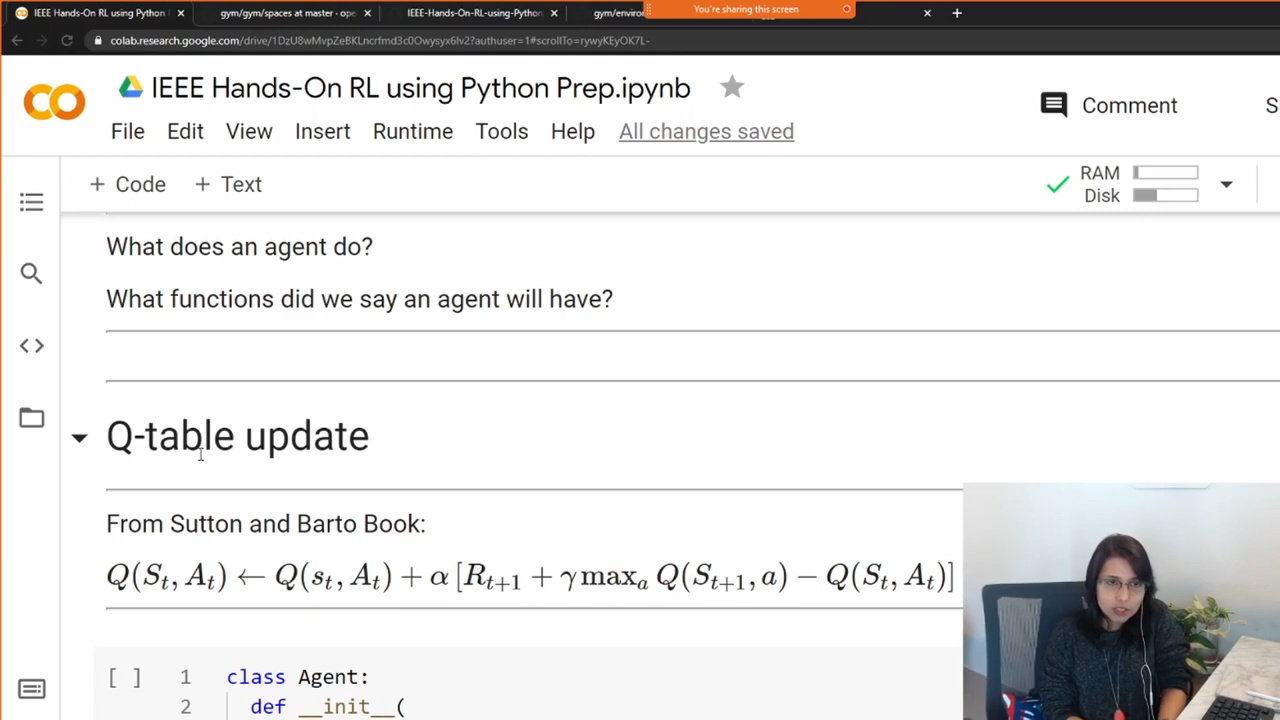 IEEE Hands-On RL using Python
gym/gym/spaces at master · ope
IEEE-Hands-On-RL-using-Python
gym/enviro
You're sharing this screen
colab.research.google.com/drive/1DzU8wMvpZeBKLncrfmd3c0Owysyx6lv2?authuser=1#scrollTo=rywyKEyOK7L-
IEEE Hands-On RL using Python Prep.ipynb
Comment
S
File Edit View Insert Runtime Tools Help All changes saved
+ Code + Text
RAM
Disk
What does an agent do?
What functions did we say an agent will have?
Q-table update
From Sutton and Barto Book:
Q(S_t, A_t) ← Q(s_t, A_t) + α [R_{t+1} + γ max_a Q(S_{t+1}, a) − Q(S_t, A_t)]
[ ] 1 class Agent:
2 def __init__(